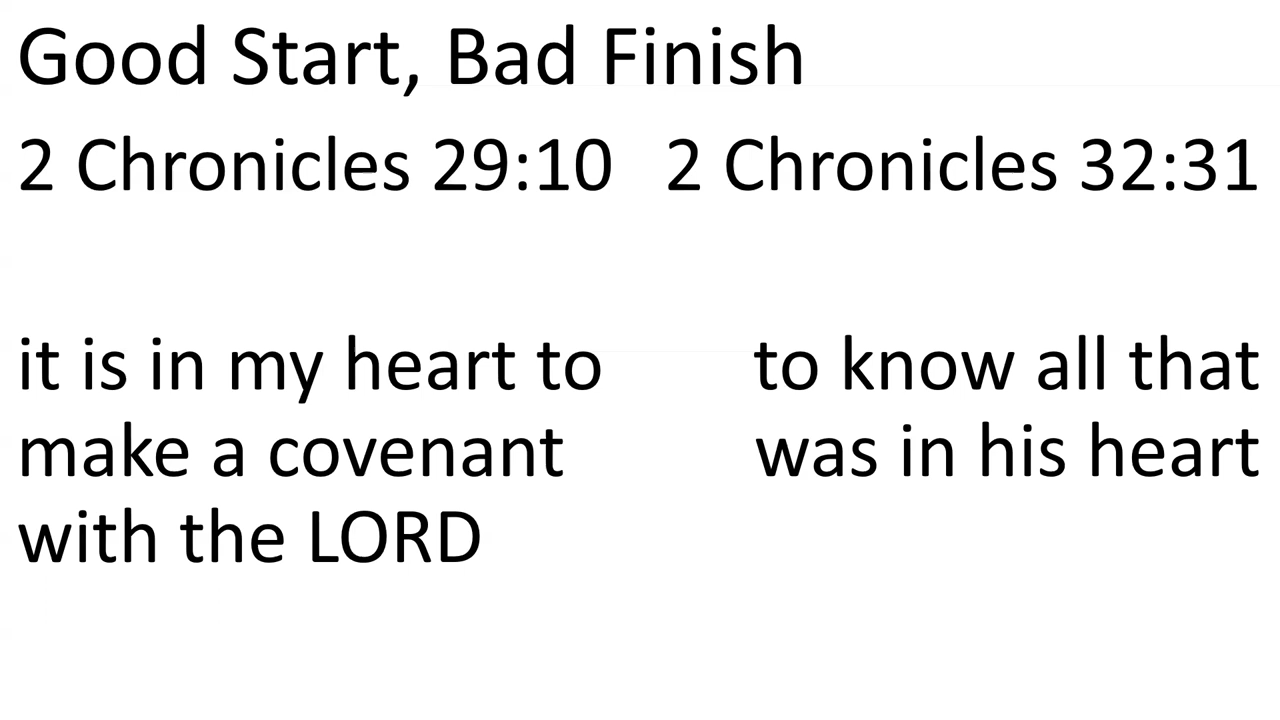 Good Start, Bad Finish
2 Chronicles 29:10
2 Chronicles 32:31
it is in my heart to
make a covenant
with the LORD
to know all that
was in his heart